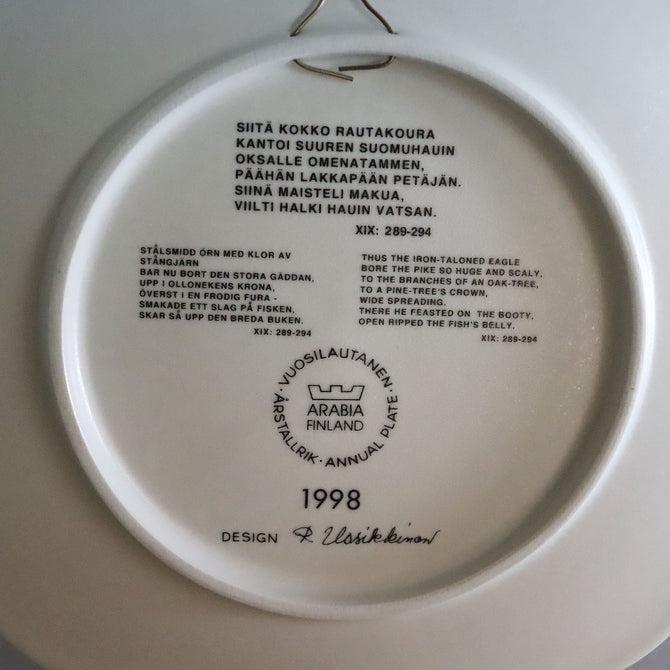 SIITÄ KOKKO RAUTAKOURA
KANTOI SUUREN SUOMUHAUIN
OKSALLE OMENATAMMEN,
PÄÄHÄN LAKKAPÄÄN PETÄJÄN.
SIINÄ MAISTELI MAKUA,
VIILTI HALKI HAUIN VATSAN.
XIX: 289-294
STÅLSMIDD ÖRN MED KLOR AV
STÅNGJÄRN
BAR NU BORT DEN STORA GÄDDAN,
UPP I OLLONEKENS KRONA,
ÖVERST I EN FRODIG FURA -
SMAKADE ETT SLAG PÅ FISKEN,
SKAR SÅ UPP DEN BREDA BUKEN.
XIX: 289-294
THUS THE IRON-TALONED EAGLE
BORE THE PIKE SO HUGE AND SCALY,
TO THE BRANCHES OF AN OAK-TREE,
TO A PINE-TREE'S CROWN,
WIDE SPREADING.
THERE HE FEASTED ON THE BOOTY,
OPEN RIPPED THE FISH'S BELLY.
XIX: 289-294
· VUOSILAUTANEN ·
ÅRSTALLRIK · ANNUAL PLATE
ARABIA
FINLAND
1998
DESIGN R Uosikkinen